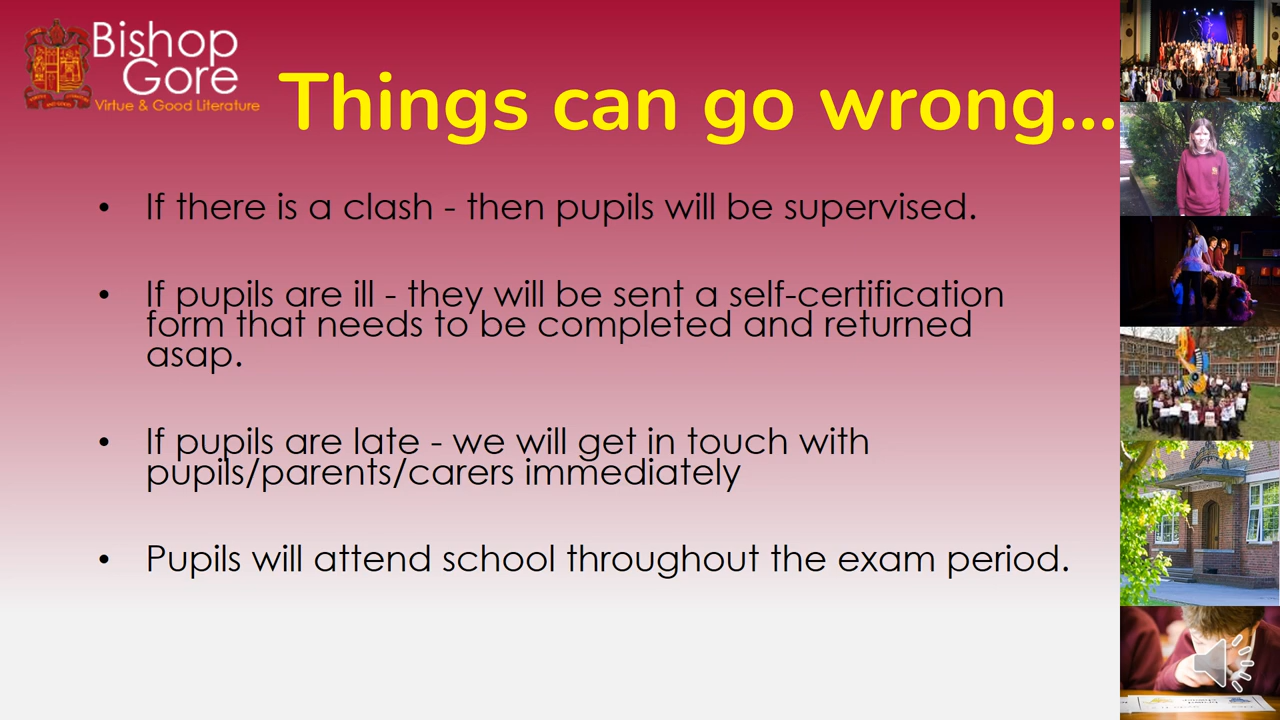 Bishop
Gore
Virtue & Good Literature
Things can go wrong...
• If there is a clash - then pupils will be supervised.
• If pupils are ill - they will be sent a self-certification
form that needs to be completed and returned
asap.
• If pupils are late - we will get in touch with
pupils/parents/carers immediately
• Pupils will attend school throughout the exam period.